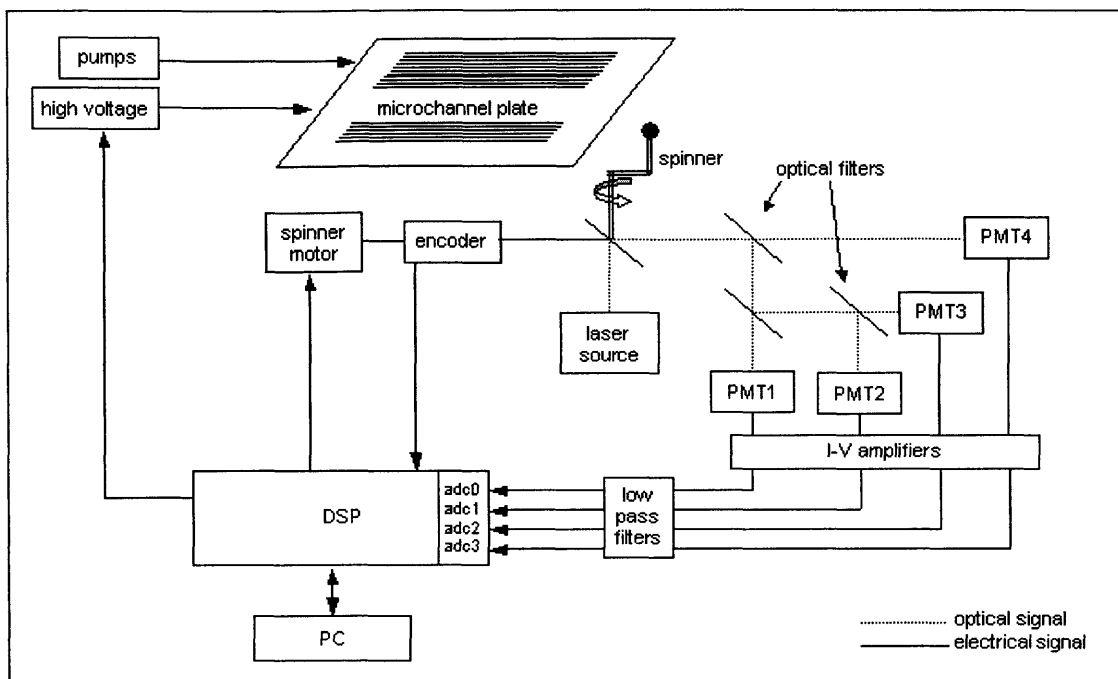 pumps
high voltage
microchannel plate
spinner
optical filters
spinner
motor
encoder
PMT4
laser
source
PMT3
PMT1
PMT2
I-V amplifiers
DSP
adc0
adc1
adc2
adc3
low
pass
filters
PC
optical signal
electrical signal